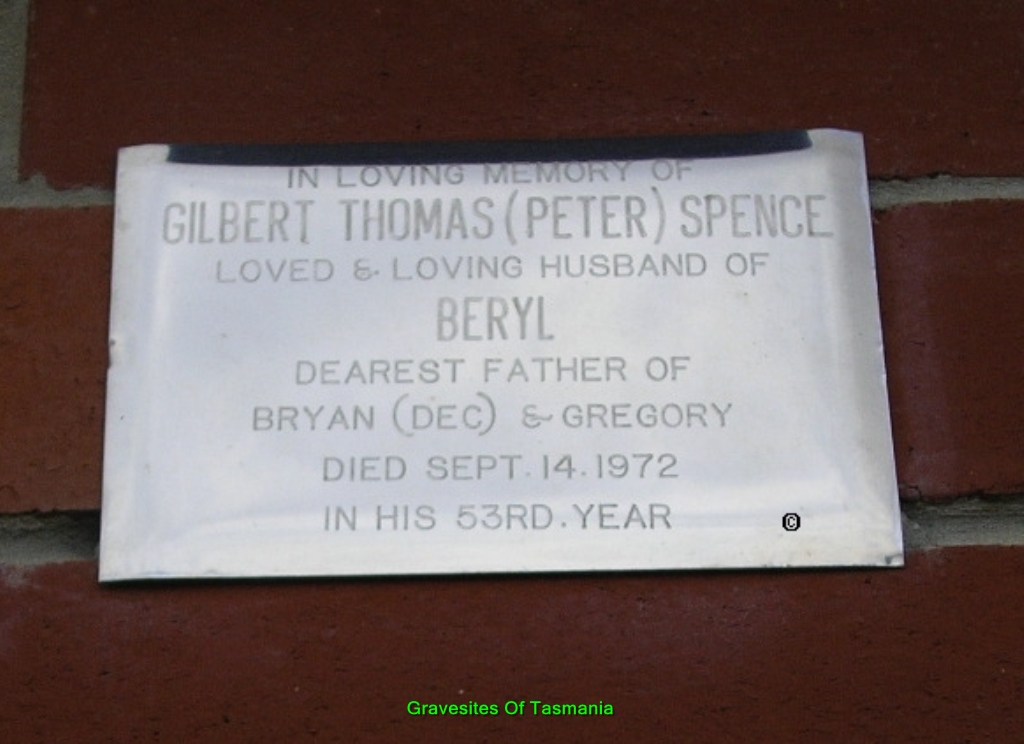 IN LOVING MEMORY OF
GILBERT THOMAS (PETER) SPENCE
LOVED & LOVING HUSBAND OF
BERYL
DEAREST FATHER OF
BRYAN (DEC) & GREGORY
DIED SEPT. 14. 1972
IN HIS 53RD. YEAR
©
Gravesites Of Tasmania